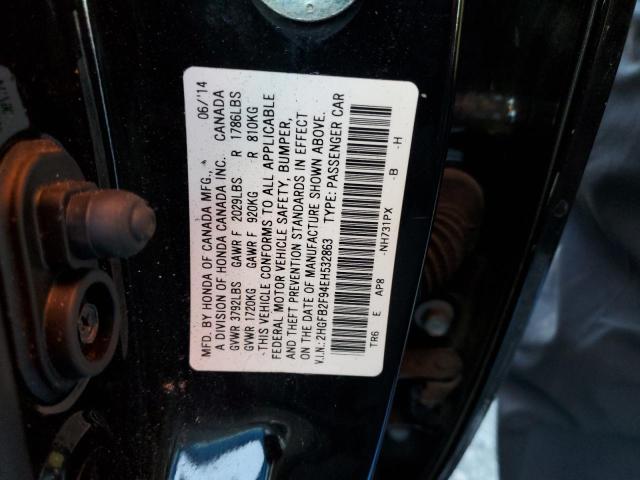 MFD. BY HONDA OF CANADA MFG., 06/'14
A DIVISION OF HONDA CANADA INC. CANADA
GVWR 3792LBS GAWR F 2029LBS R 1786LBS
GVWR 1720KG GAWR F 920KG R 810KG
THIS VEHICLE CONFORMS TO ALL APPLICABLE
FEDERAL MOTOR VEHICLE SAFETY, BUMPER,
AND THEFT PREVENTION STANDARDS IN EFFECT
ON THE DATE OF MANUFACTURE SHOWN ABOVE.
V.I.N.: 2HGFB2F94EH532863 TYPE: PASSENGER CAR
TR6 E AP8 -NH731PX -B -H